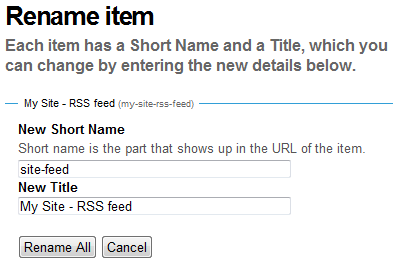 Rename item
Each item has a Short Name and a Title, which you
can change by entering the new details below.
My Site - RSS feed (my-site-rss-feed)
New Short Name
Short name is the part that shows up in the URL of the item.
site-feed
New Title
My Site - RSS feed
Rename All Cancel